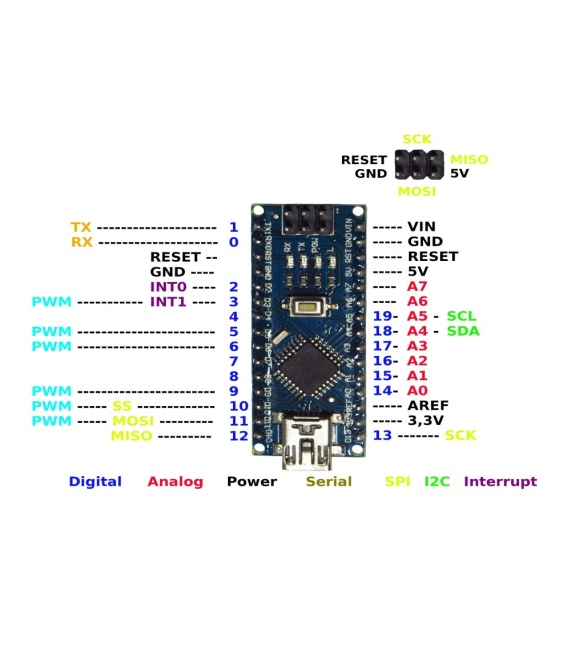 SCK
RESET MISO
GND 5V
MOSI
TX 1 VIN
RX 0 GND
RESET RESET
GND 5V
INT0 2 A7
PWM INT1 3 A6
4 19 A5 SCL
PWM 5 18 A4 SDA
PWM 6 17 A3
7 16 A2
8 15 A1
PWM 9 14 A0
PWM SS 10 AREF
PWM MOSI 11 3,3V
MISO 12 13 SCK
RX TX POW L
Digital Analog Power Serial SPI I2C Interrupt